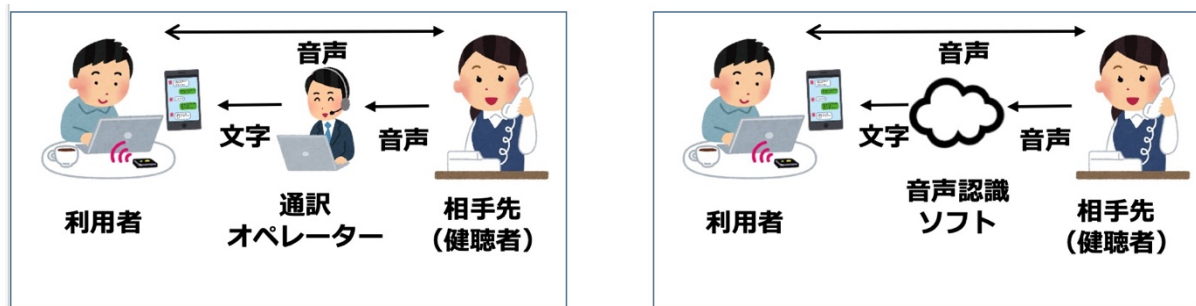 音声
文字
音声
利用者
通訳
オペレーター
相手先
(健聴者)
音声
文字
音声
利用者
音声認識
ソフト
相手先
(健聴者)